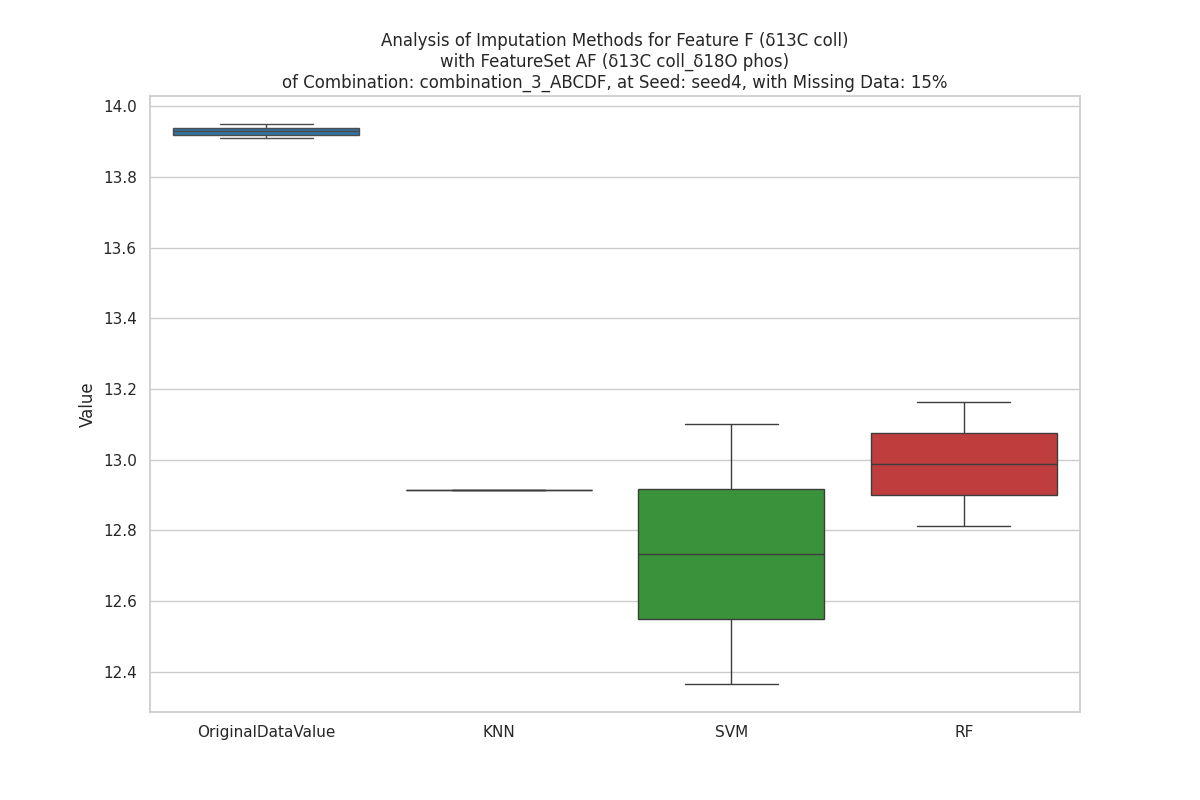 Analysis of Imputation Methods for Feature F (δ13C coll)
with FeatureSet AF (δ13C coll_δ18O phos)
of Combination: combination_3_ABCDF, at Seed: seed4, with Missing Data: 15%
14.0
13.8
13.6
13.4
13.2
13.0
12.8
12.6
12.4
Value
OriginalDataValue
KNN
SVM
RF